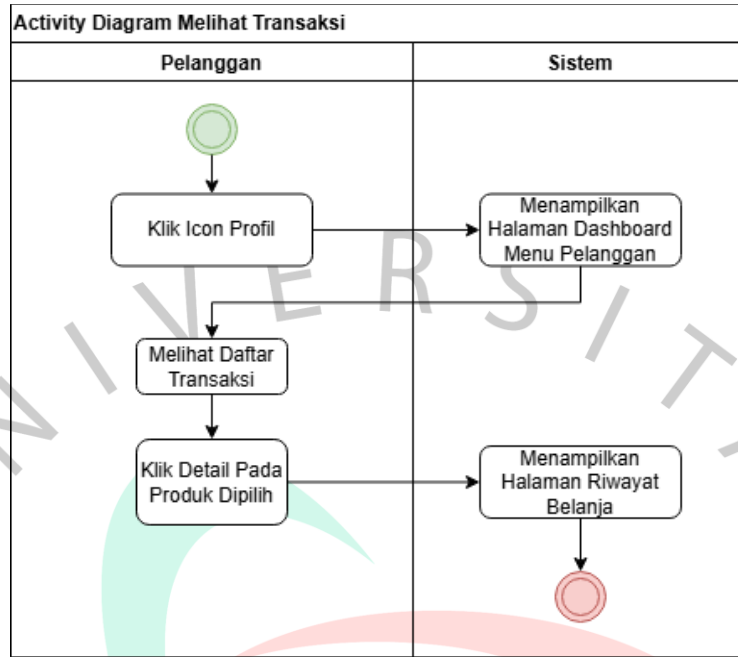 Activity Diagram Melihat Transaksi
Pelanggan
Sistem
Klik Icon Profil
Menampilkan
Halaman Dashboard
Menu Pelanggan
Melihat Daftar
Transaksi
Klik Detail Pada
Produk Dipilih
Menampilkan
Halaman Riwayat
Belanja
NIVERSITA